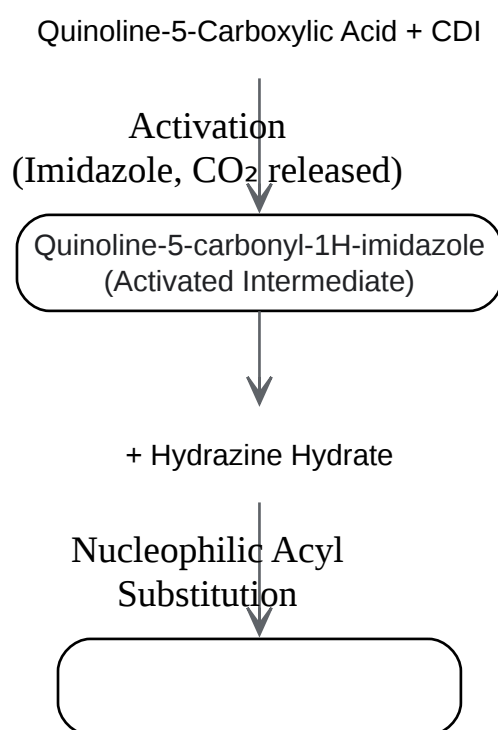 Quinoline-5-Carboxylic Acid + CDI
Activation
(Imidazole, CO₂ released)
Quinoline-5-carbonyl-1H-imidazole
(Activated Intermediate)
+ Hydrazine Hydrate
Nucleophilic Acyl
Substitution